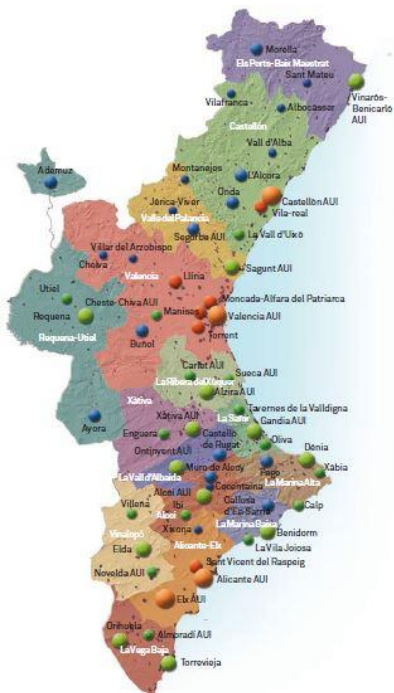 Morella
Els Ports-Baix Maestrat
Sant Mateu
Vinaròs-
Benicarló
AUI
Vilafranca
Albocàsser
Castellón
Vall d'Alba
Ademuz
Montanejos
L'Alcora
Jérica-Viver
Onda
Castellón AUI
Valle del Palancia
Vila-real
Segorbe AUI
La Vall d'Uixó
Villar del Arzobispo
Chelva
Valencia
Sagunt AUI
Llíria
Utiel
Cheste-Chiva AUI
Moncada-Alfara del Patriarca
Requena
Manises
Valencia AUI
Requena-Utiel
Buñol
Torrent
Carlet AUI
La Ribera del Xúquer
Sueca AUI
Alzira AUI
Xàtiva
Tavernes de la Valldigna
Ayora
Xàtiva AUI
La Safor
Gandia AUI
Enguera
Castelló
de Rugat
Oliva
Ontinyent AUI
Dénia
Muro de Alcoy
Pego
La Vall d'Albaida
Xàbia
Cocentaina
La Marina Alta
Alcoi AUI
Callosa
d'En Sarrià
Villena
Ibi
Calp
Alcoi
La Marina Baixa
Xixona
Vinalopó
Benidorm
Alicante-Elx
Elda
La Vila Joiosa
Sant Vicent del Raspeig
Novelda AUI
Alicante AUI
Elx AUI
Orihuela
Almoradí AUI
La Vega Baja
Torrevieja